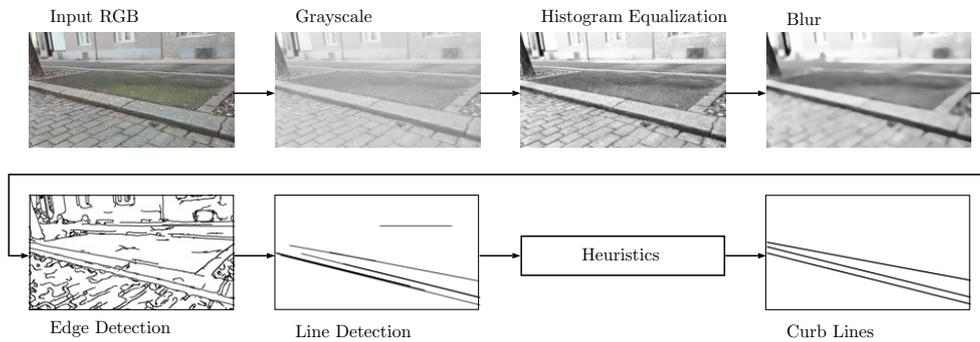 Input RGB
Grayscale
Histogram Equalization
Blur
Heuristics
Edge Detection
Line Detection
Curb Lines